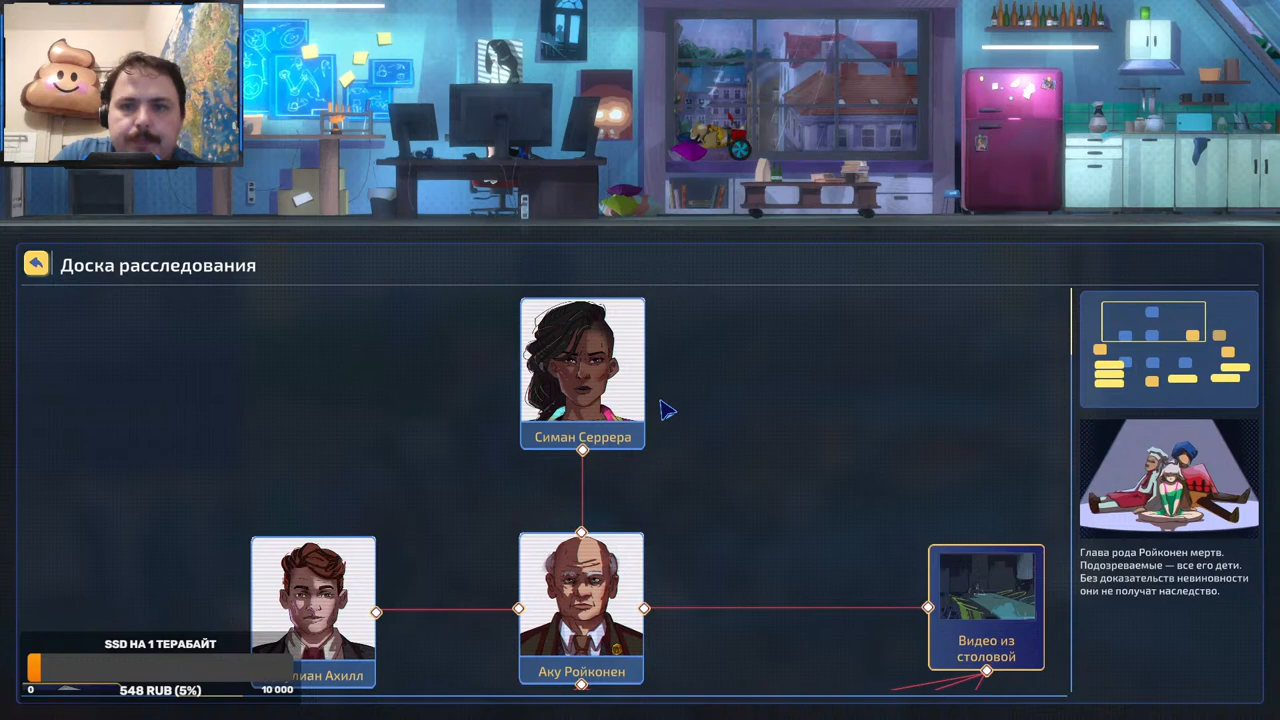 Доска расследования
Симан Серрера
лиан Ахилл
Аку Ройконен
Видео из
столовой
Глава рода Ройконен мертв.
Подозреваемые — все его дети.
Без доказательств невиновности
они не получат наследство.
SSD НА 1 ТЕРАБАЙТ
0
548 RUB (5%)
10 000